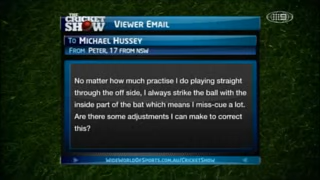 THE
CRICKET
SHOW
VIEWER EMAIL
TO MICHAEL HUSSEY
FROM PETER, 17 FROM NSW
No matter how much practise I do playing straight
through the off side, I always strike the ball with the
inside part of the bat which means I miss-cue a lot.
Are there some adjustments I can make to correct
this?
WIDEWORLDOFSPORTS.COM.AU/CRICKETSHOW